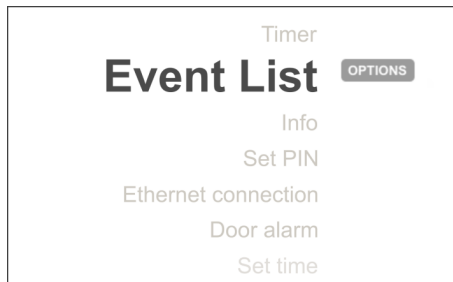 Timer
Event List OPTIONS
Info
Set PIN
Ethernet connection
Door alarm
Set time